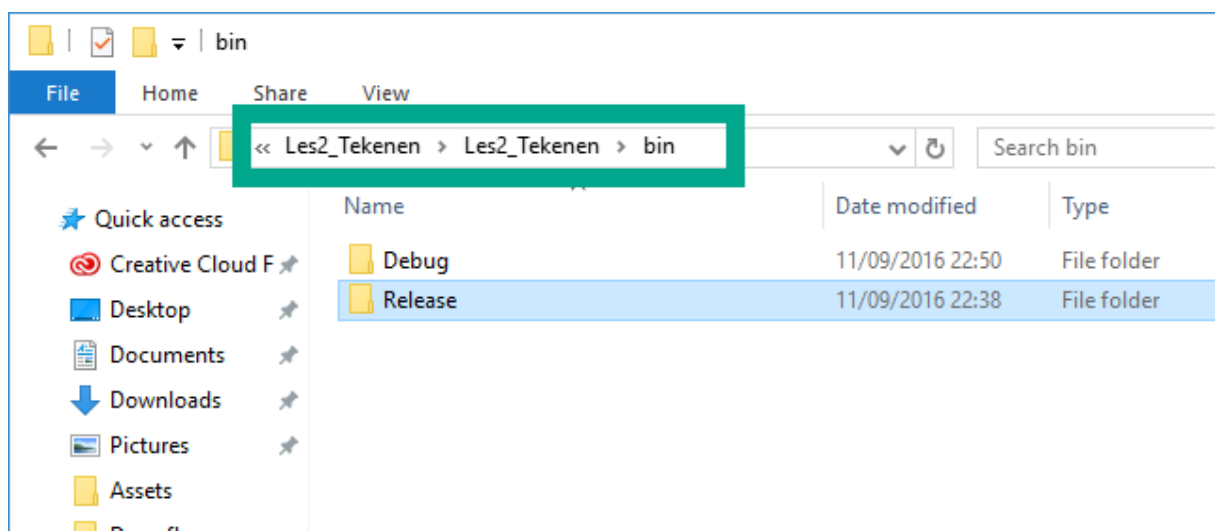 bin
File Home Share View
« Les2_Tekenen > Les2_Tekenen > bin Search bin
Name Date modified Type
Quick access
Creative Cloud F
Desktop
Documents
Downloads
Pictures
Assets
Debug 11/09/2016 22:50 File folder
Release 11/09/2016 22:38 File folder